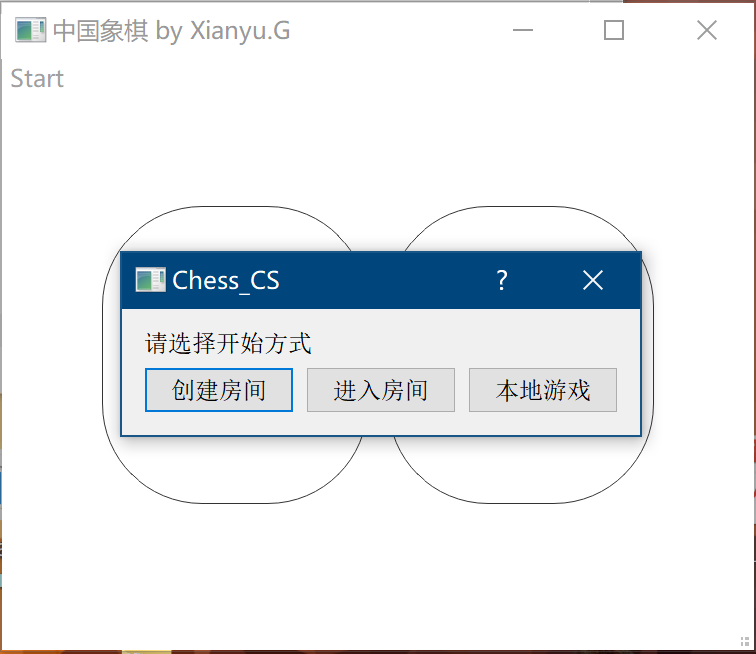 中国象棋 by Xianyu.G
Start
Chess_CS
?
请选择开始方式
创建房间 进入房间 本地游戏